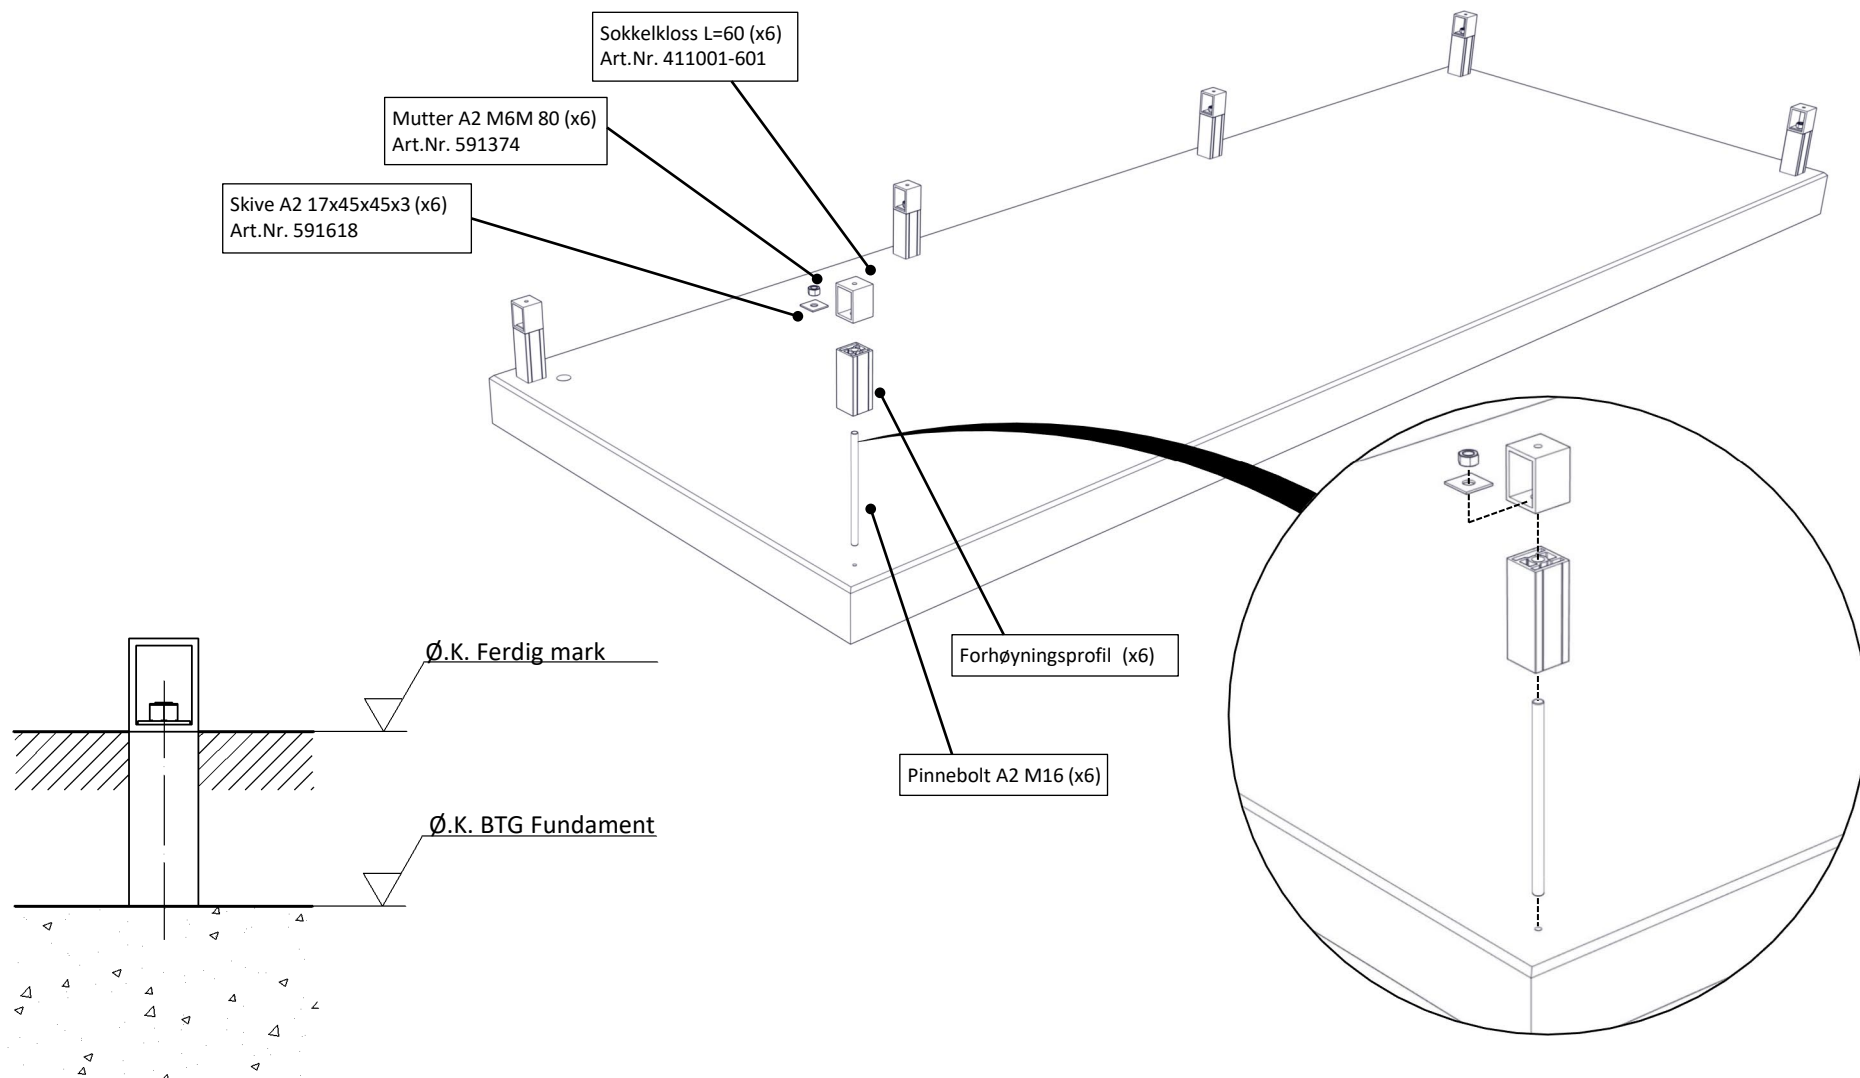 Sokkelkloss L=60 (x6)
Art.Nr. 411001-601
Mutter A2 M6M 80 (x6)
Art.Nr. 591374
Skive A2 17x45x45x3 (x6)
Art.Nr. 591618
Forhøyningsprofil (x6)
Pinnebolt A2 M16 (x6)
Ø.K. Ferdig mark
Ø.K. BTG Fundament